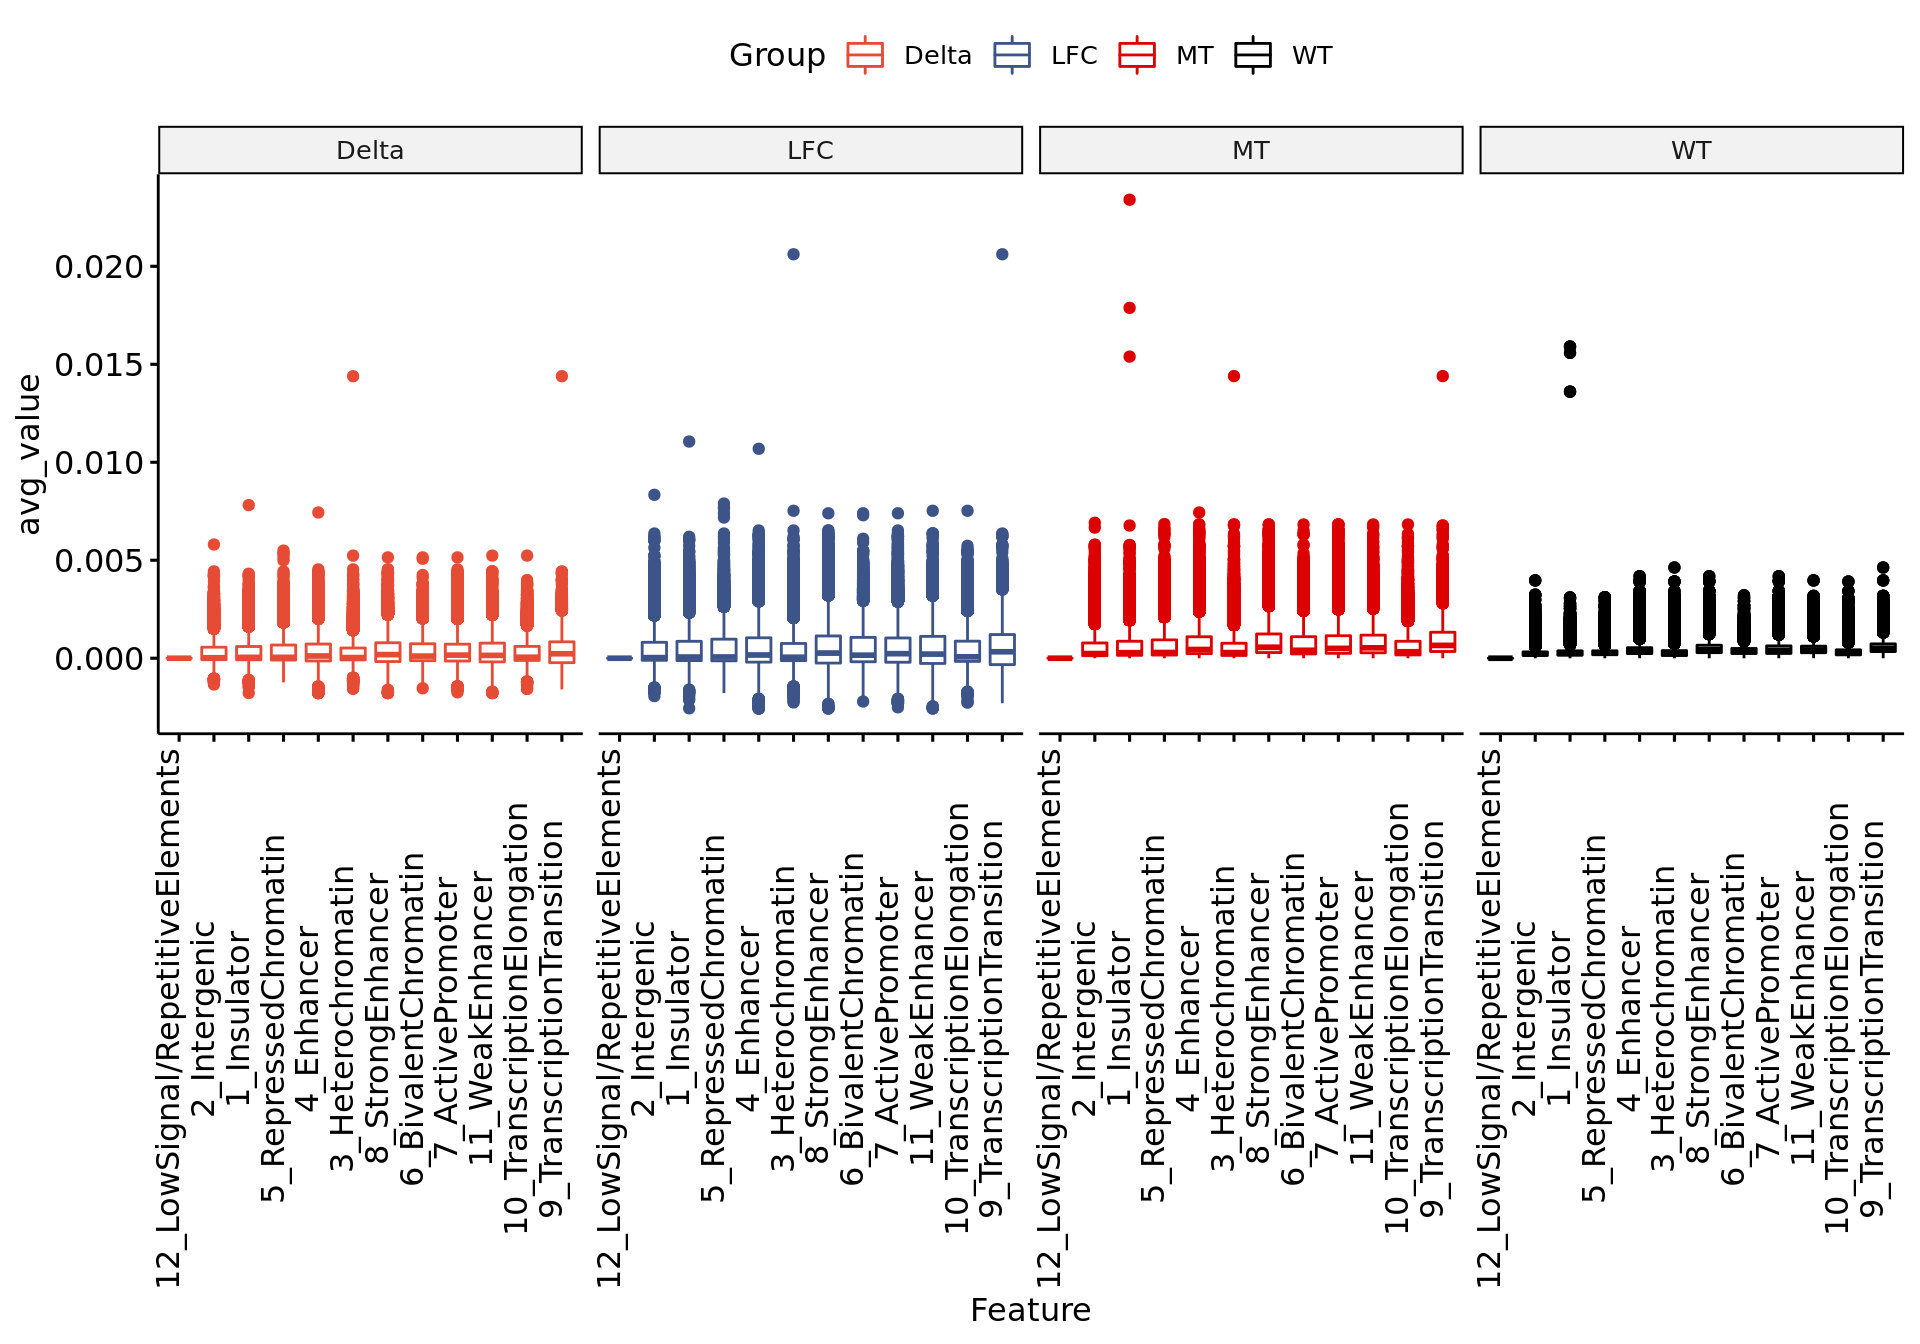 Group Delta LFC MT WT
Delta LFC MT WT
avg_value
0.020
0.015
0.010
0.005
0.000
12_LowSignal/RepetitiveElements
2_Intergenic
1_Insulator
5_RepressedChromatin
4_Enhancer
3_Heterochromatin
8_StrongEnhancer
6_BivalentChromatin
7_ActivePromoter
11_WeakEnhancer
10_TranscriptionElongation
9_TranscriptionTransition
12_LowSignal/RepetitiveElements
2_Intergenic
1_Insulator
5_RepressedChromatin
4_Enhancer
3_Heterochromatin
8_StrongEnhancer
6_BivalentChromatin
7_ActivePromoter
11_WeakEnhancer
10_TranscriptionElongation
9_TranscriptionTransition
12_LowSignal/RepetitiveElements
2_Intergenic
1_Insulator
5_RepressedChromatin
4_Enhancer
3_Heterochromatin
8_StrongEnhancer
6_BivalentChromatin
7_ActivePromoter
11_WeakEnhancer
10_TranscriptionElongation
9_TranscriptionTransition
12_LowSignal/RepetitiveElements
2_Intergenic
1_Insulator
5_RepressedChromatin
4_Enhancer
3_Heterochromatin
8_StrongEnhancer
6_BivalentChromatin
7_ActivePromoter
11_WeakEnhancer
10_TranscriptionElongation
9_TranscriptionTransition
Feature